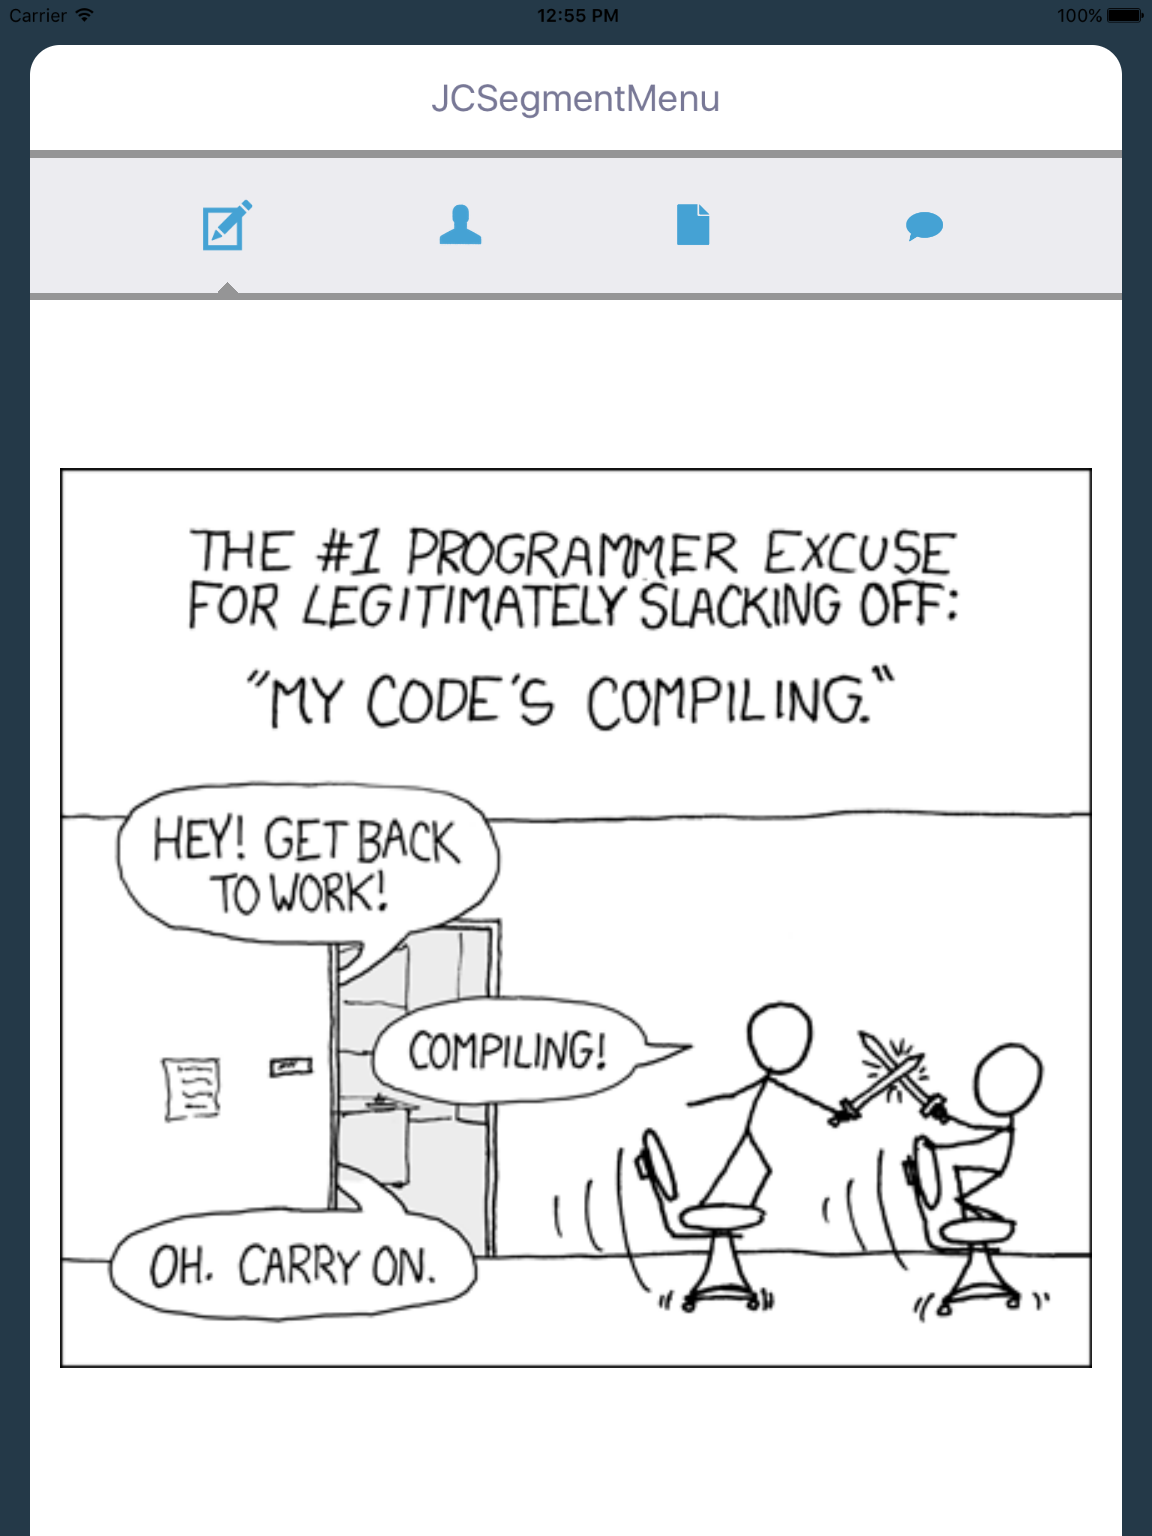 Carrier 12:55 PM 100%
JCSegmentMenu
THE #1 PROGRAMMER EXCUSE
FOR LEGITIMATELY SLACKING OFF:
"MY CODE'S COMPILING."
HEY! GET BACK
TO WORK!
COMPILING!
OH. CARRY ON.